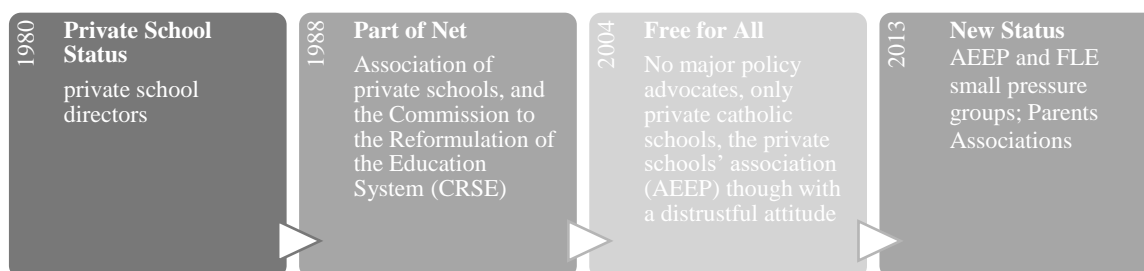 1980
Private School
Status
private school
directors
1988
Part of Net
Association of
private schools, and
the Commission to
the Reformulation of
the Education
System (CRSE)
2004
Free for All
No major policy
advocates, only
private catholic
schools, the private
schools’ association
(AEEP) though with
a distrustful attitude
2013
New Status
AEEP and FLE
small pressure
groups; Parents
Associations